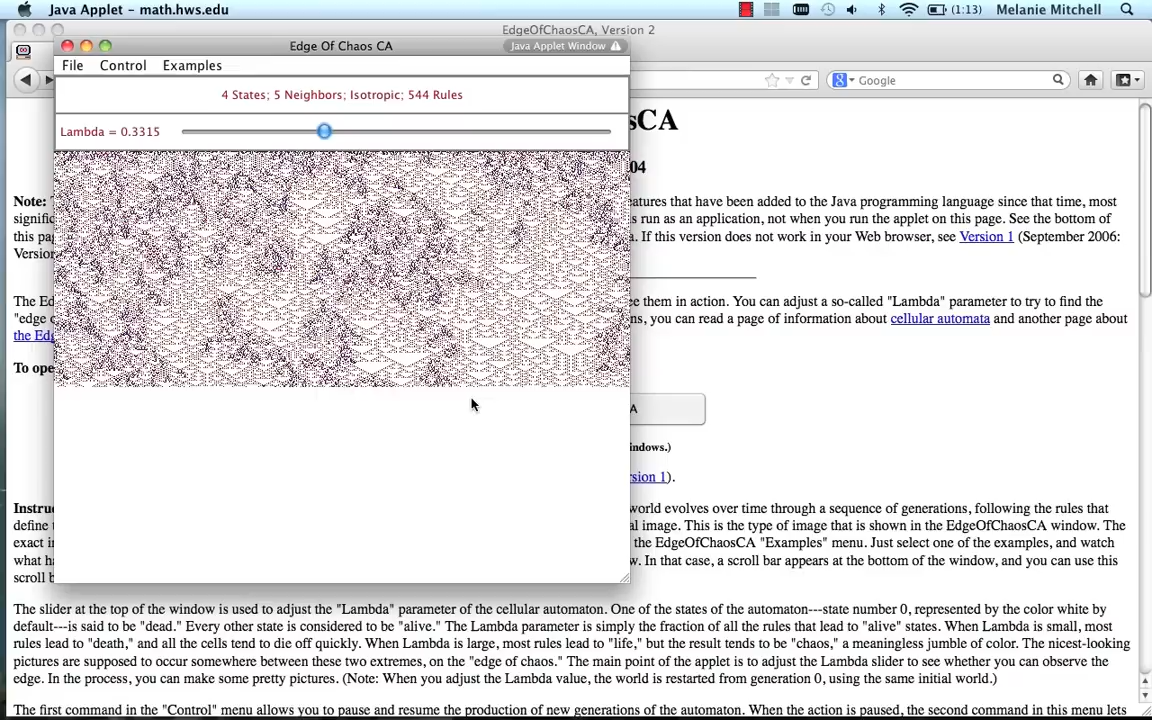 Java Applet - math.hws.edu
(1:13) Melanie Mitchell
EdgeOfChaosCA, Version 2
Edge Of Chaos CA
Java Applet Window
File Control Examples
Google
4 States; 5 Neighbors; Isotropic; 544 Rules
Lambda = 0.3315
sCA
04
Note:
eatures that have been added to the Java programming language since that time, most
signific
s run as an application, not when you run the applet on this page. See the bottom of
this pag
a. If this version does not work in your Web browser, see Version 1 (September 2006:
Version
The Ed
ee them in action. You can adjust a so-called "Lambda" parameter to try to find the
"edge o
ns, you can read a page of information about cellular automata and another page about
the Edg
To ope
A
indows.)
rsion 1).
Instruc
world evolves over time through a sequence of generations, following the rules that
define t
al image. This is the type of image that is shown in the EdgeOfChaosCA window. The
exact in
the EdgeOfChaosCA "Examples" menu. Just select one of the examples, and watch
what ha
w. In that case, a scroll bar appears at the bottom of the window, and you can use this
scroll b
The slider at the top of the window is used to adjust the "Lambda" parameter of the cellular automaton. One of the states of the automaton---state number 0, represented by the color white by
default---is said to be "dead." Every other state is considered to be "alive." The Lambda parameter is simply the fraction of all the rules that lead to "alive" states. When Lambda is small, most
rules lead to "death," and all the cells tend to die off quickly. When Lambda is large, most rules lead to "life," but the result tends to be "chaos," a meaningless jumble of color. The nicest-looking
pictures are supposed to occur somewhere between these two extremes, on the "edge of chaos." The main point of the applet is to adjust the Lambda slider to see whether you can observe the
edge. In the process, you can make some pretty pictures. (Note: When you adjust the Lambda value, the world is restarted from generation 0, using the same initial world.)
The first command in the "Control" menu allows you to pause and resume the production of new generations of the automaton. When the action is paused, the second command in this menu lets